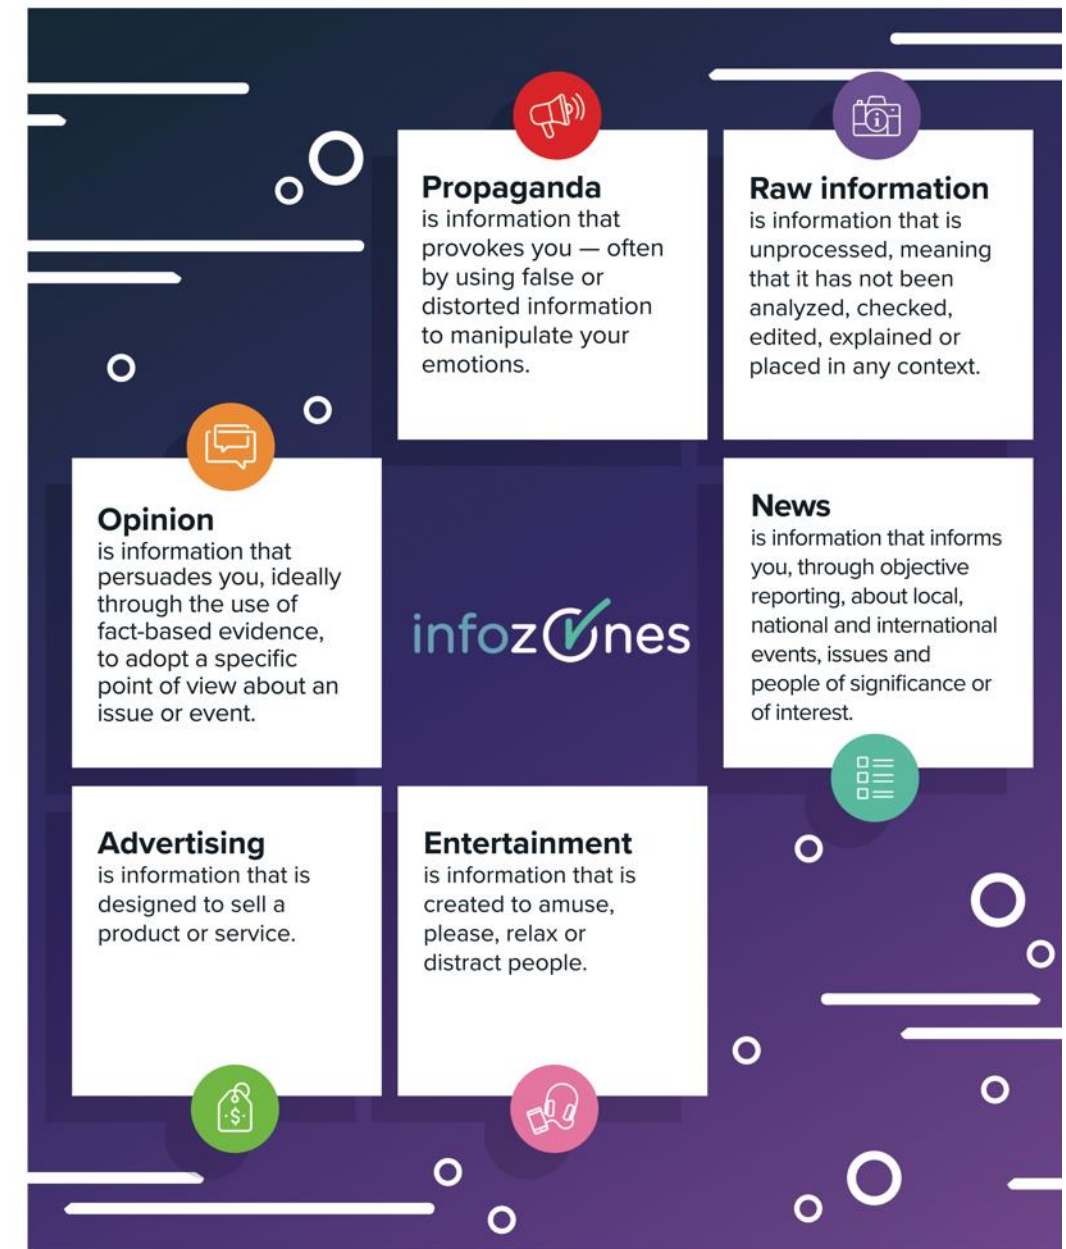 Propaganda
is information that
provokes you — often
by using false or
distorted information
to manipulate your
emotions.
Raw information
is information that is
unprocessed, meaning
that it has not been
analyzed, checked,
edited, explained or
placed in any context.
Opinion
is information that
persuades you, ideally
through the use of
fact-based evidence,
to adopt a specific
point of view about an
issue or event.
infozones
News
is information that informs
you, through objective
reporting, about local,
national and international
events, issues and
people of significance or
of interest.
Advertising
is information that is
designed to sell a
product or service.
Entertainment
is information that is
created to amuse,
please, relax or
distract people.